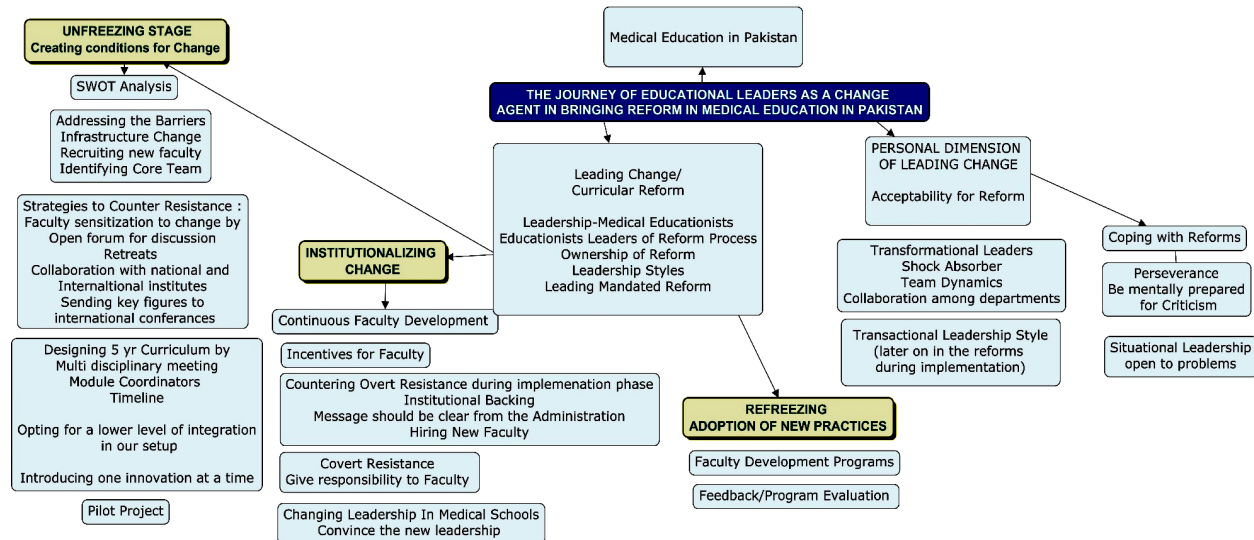 UNFREEZING STAGE
Creating conditions for Change
SWOT Analysis
Addressing the Barriers
Infrastructure Change
Recruiting new faculty
Identifying Core Team
Strategies to Counter Resistance :
Faculty sensitization to change by
Open forum for discussion
Retreats
Collaboration with national and
Internaltional institutes
Sending key figures to
international conferances
Designing 5 yr Curriculum by
Multi disciplinary meeting
Module Coordinators
Timeline
Opting for a lower level of integration
in our setup
Introducing one innovation at a time
Pilot Project
Medical Education in Pakistan
THE JOURNEY OF EDUCATIONAL LEADERS AS A CHANGE
AGENT IN BRINGING REFORM IN MEDICAL EDUCATION IN PAKISTAN
Leading Change/
Curricular Reform
Leadership-Medical Educationists
Educationists Leaders of Reform Process
Ownership of Reform
Leadership Styles
Leading Mandated Reform
INSTITUTIONALIZING
CHANGE
Continuous Faculty Development
Incentives for Faculty
Countering Overt Resistance during implemenation phase
Institutional Backing
Message should be clear from the Administration
Hiring New Faculty
Covert Resistance
Give responsibility to Faculty
Changing Leadership In Medical Schools
Convince the new leadership
REFREEZING
ADOPTION OF NEW PRACTICES
Faculty Development Programs
Feedback/Program Evaluation
PERSONAL DIMENSION
OF LEADING CHANGE
Acceptability for Reform
Transformational Leaders
Shock Absorber
Team Dynamics
Collaboration among departments
Transactional Leadership Style
(later on in the reforms
during implementation)
Coping with Reforms
Perseverance
Be mentally prepared
for Criticism
Situational Leadership
open to problems